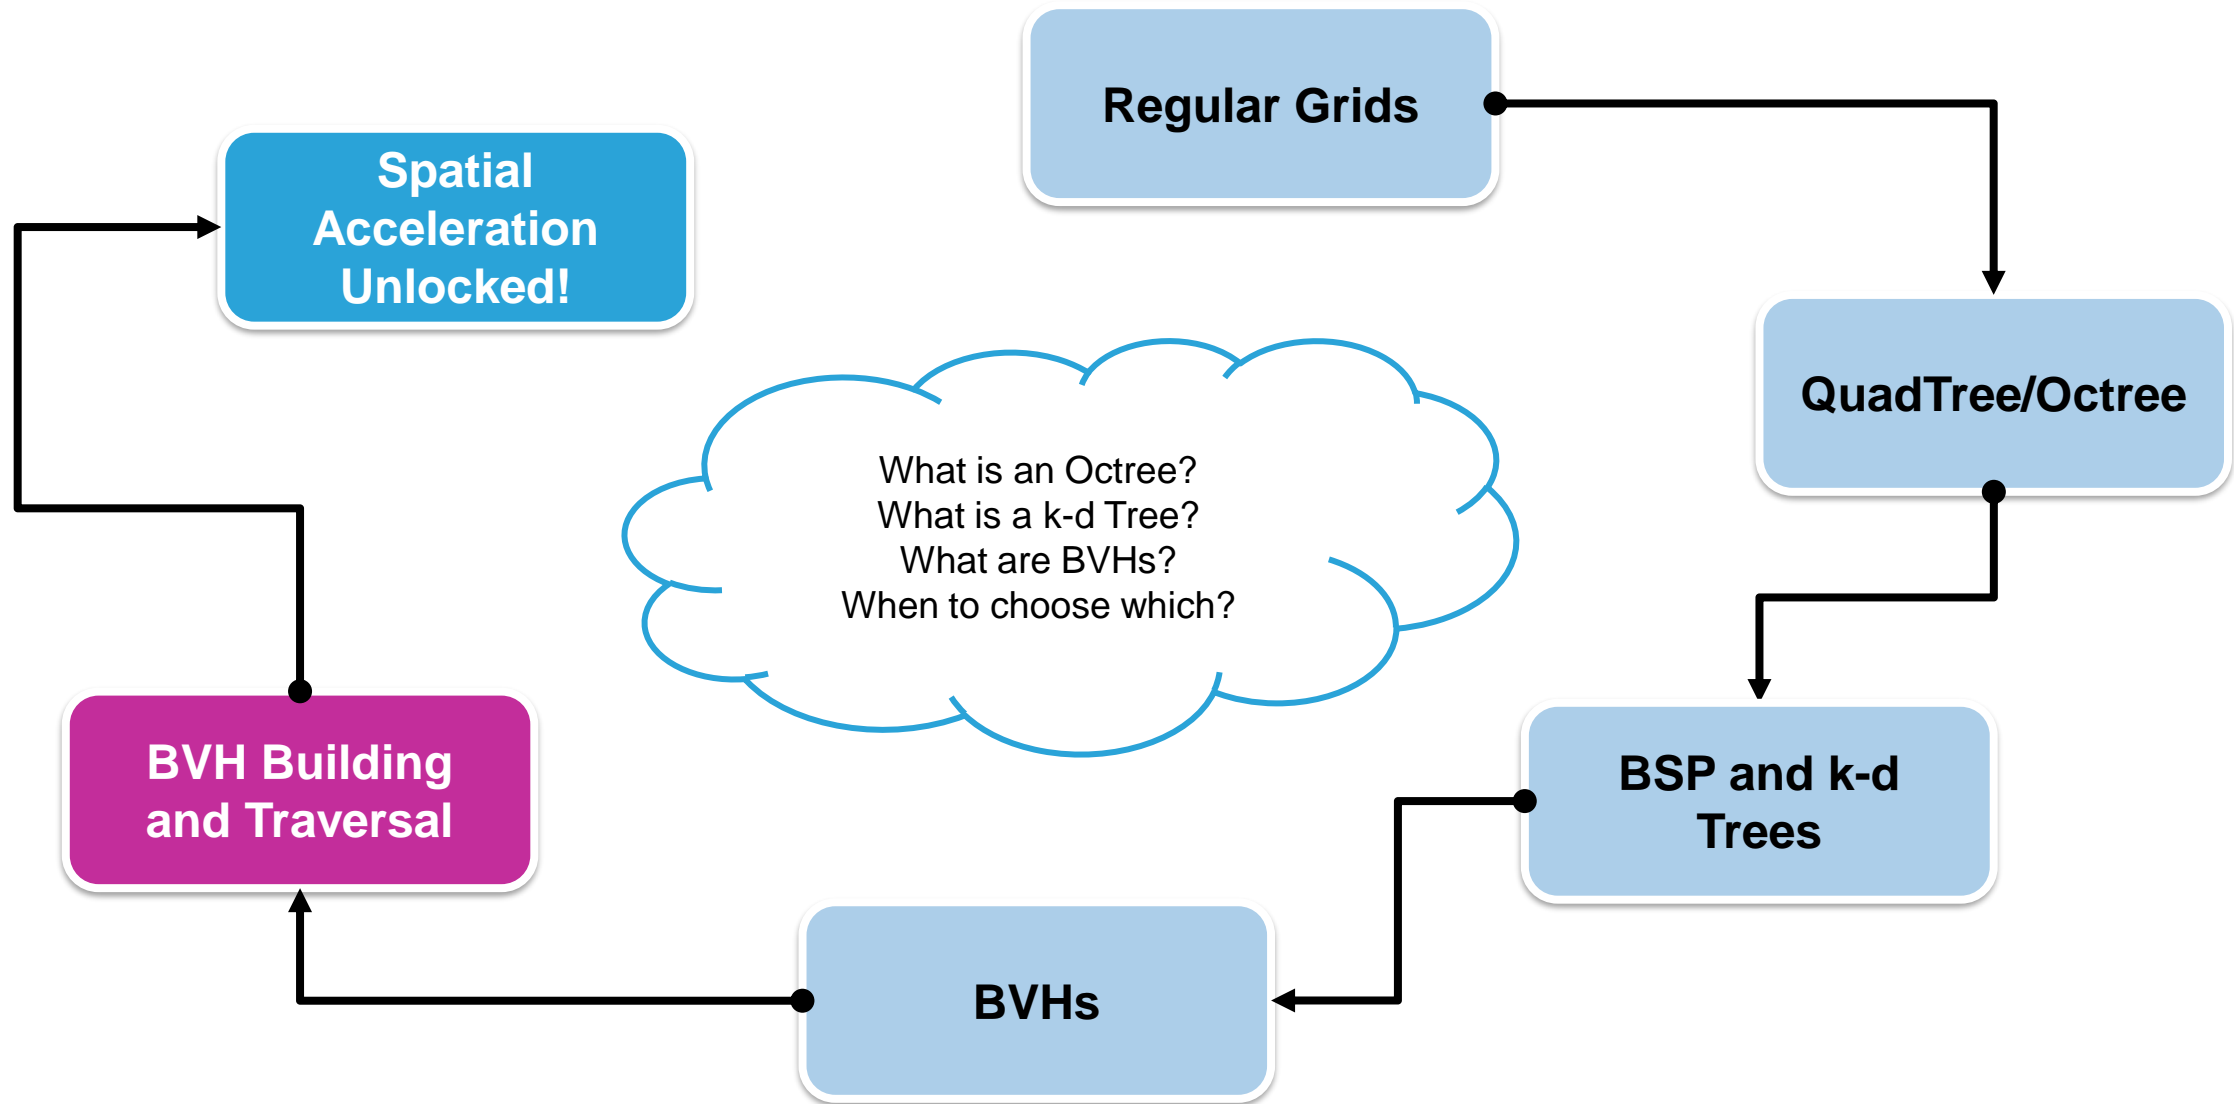 Regular Grids
Spatial
Acceleration
Unlocked!
QuadTree/Octree
What is an Octree?
What is a k-d Tree?
What are BVHs?
When to choose which?
BVH Building
and Traversal
BSP and k-d
Trees
BVHs